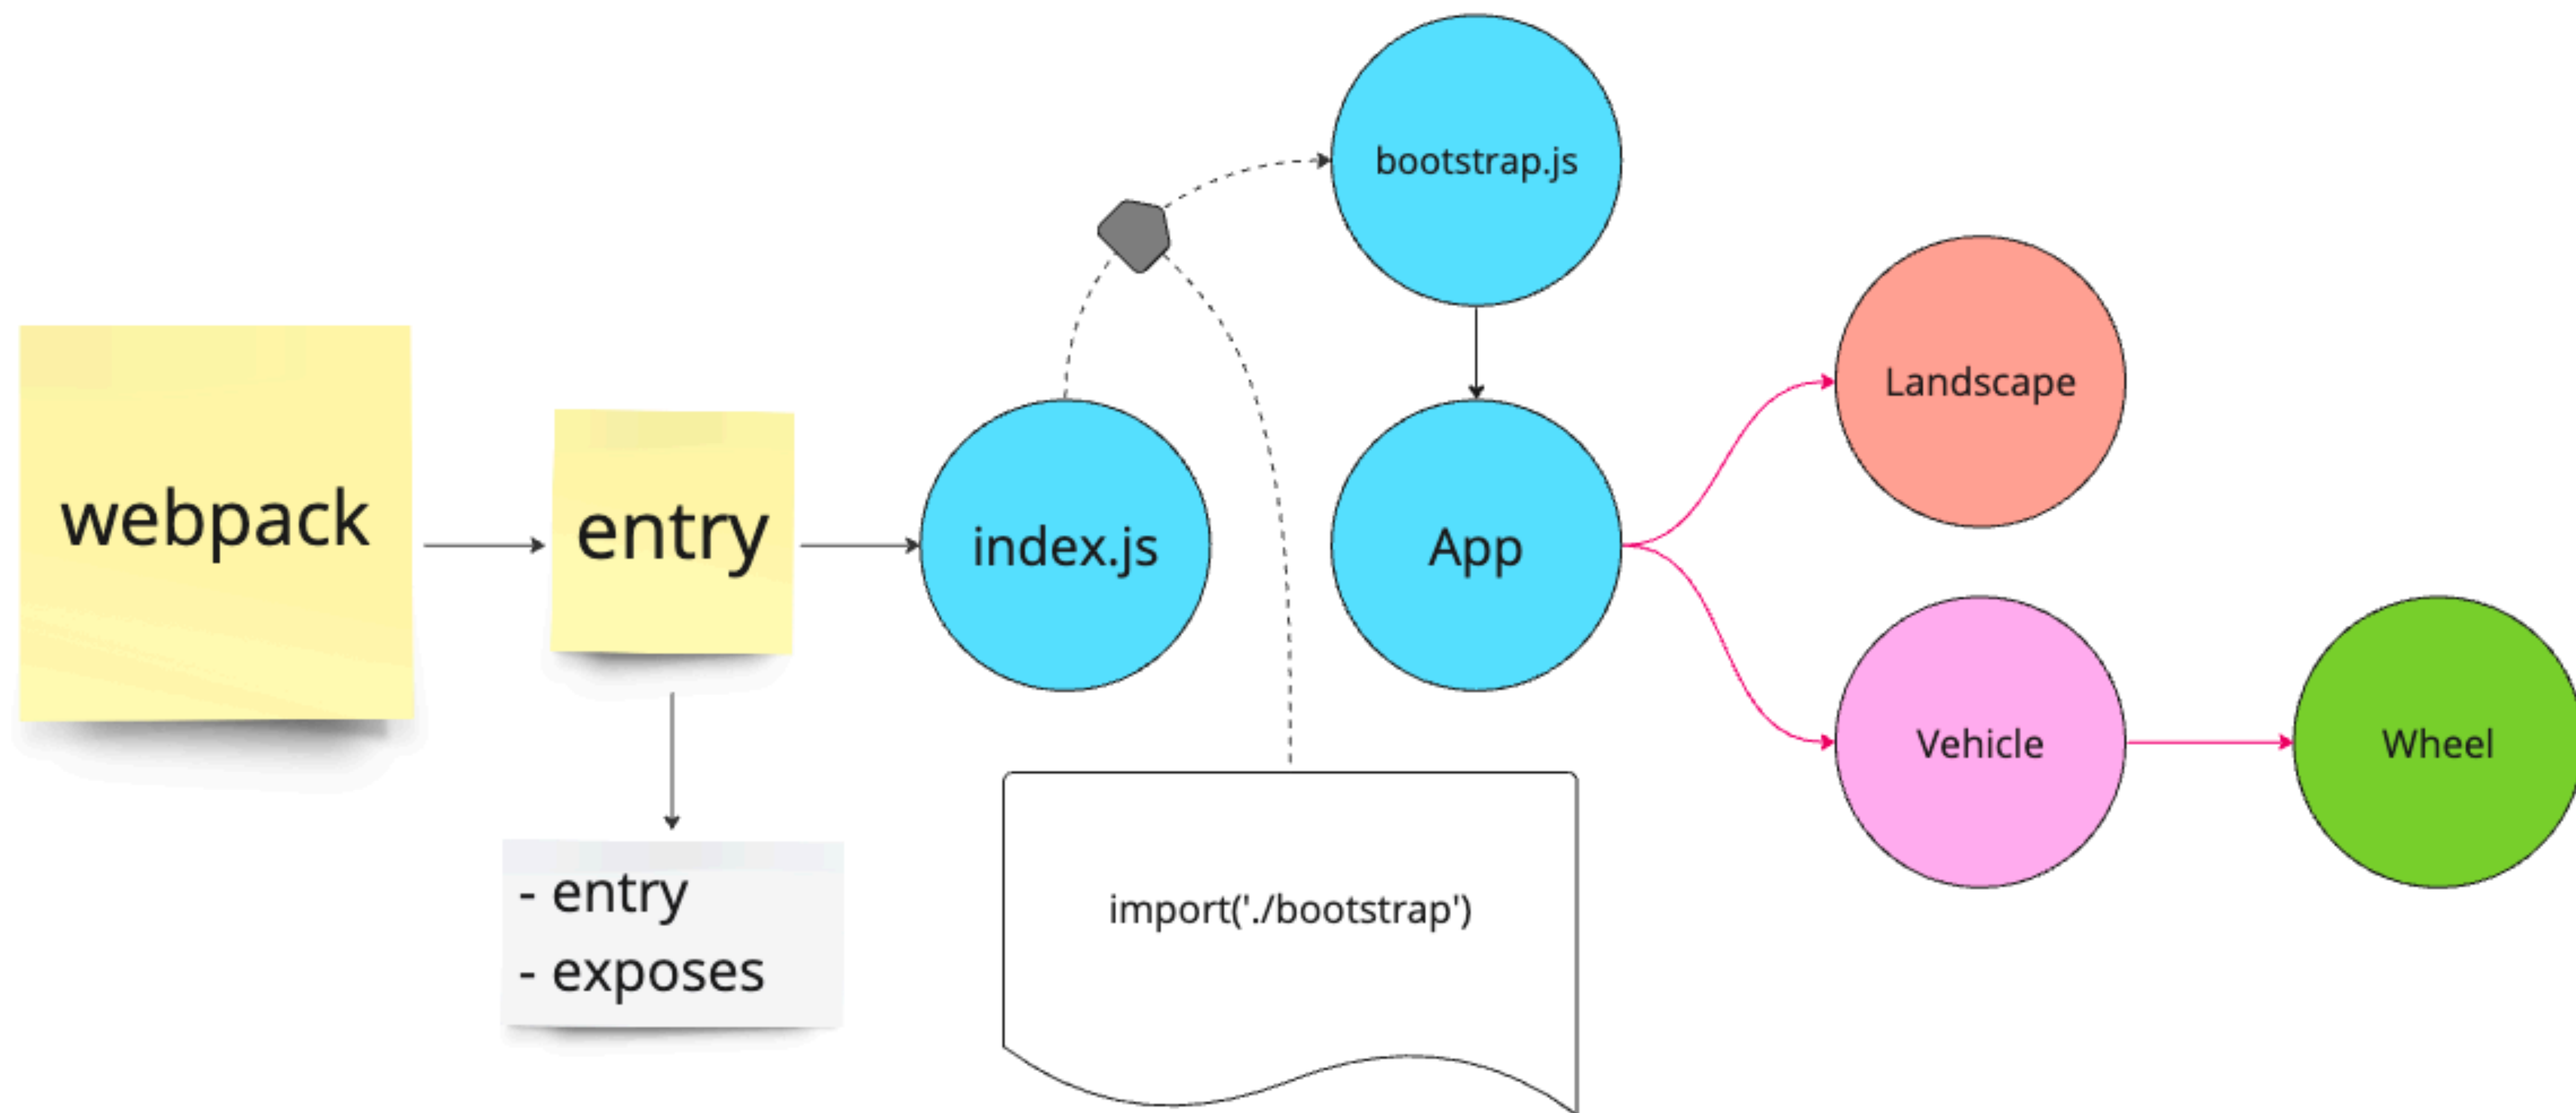 webpack
entry
- entry
- exposes
index.js
bootstrap.js
App
import('./bootstrap')
Landscape
Vehicle
Wheel